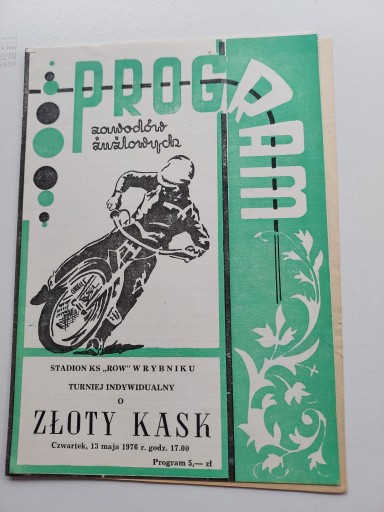 PROGRAM
zawodów
żużlowych
STADION KS „ROW" W RYBNIKU
TURNIEJ INDYWIDUALNY
O
ZŁOTY KASK
Czwartek, 13 maja 1976 r. godz. 17.00
Program 5,— zł